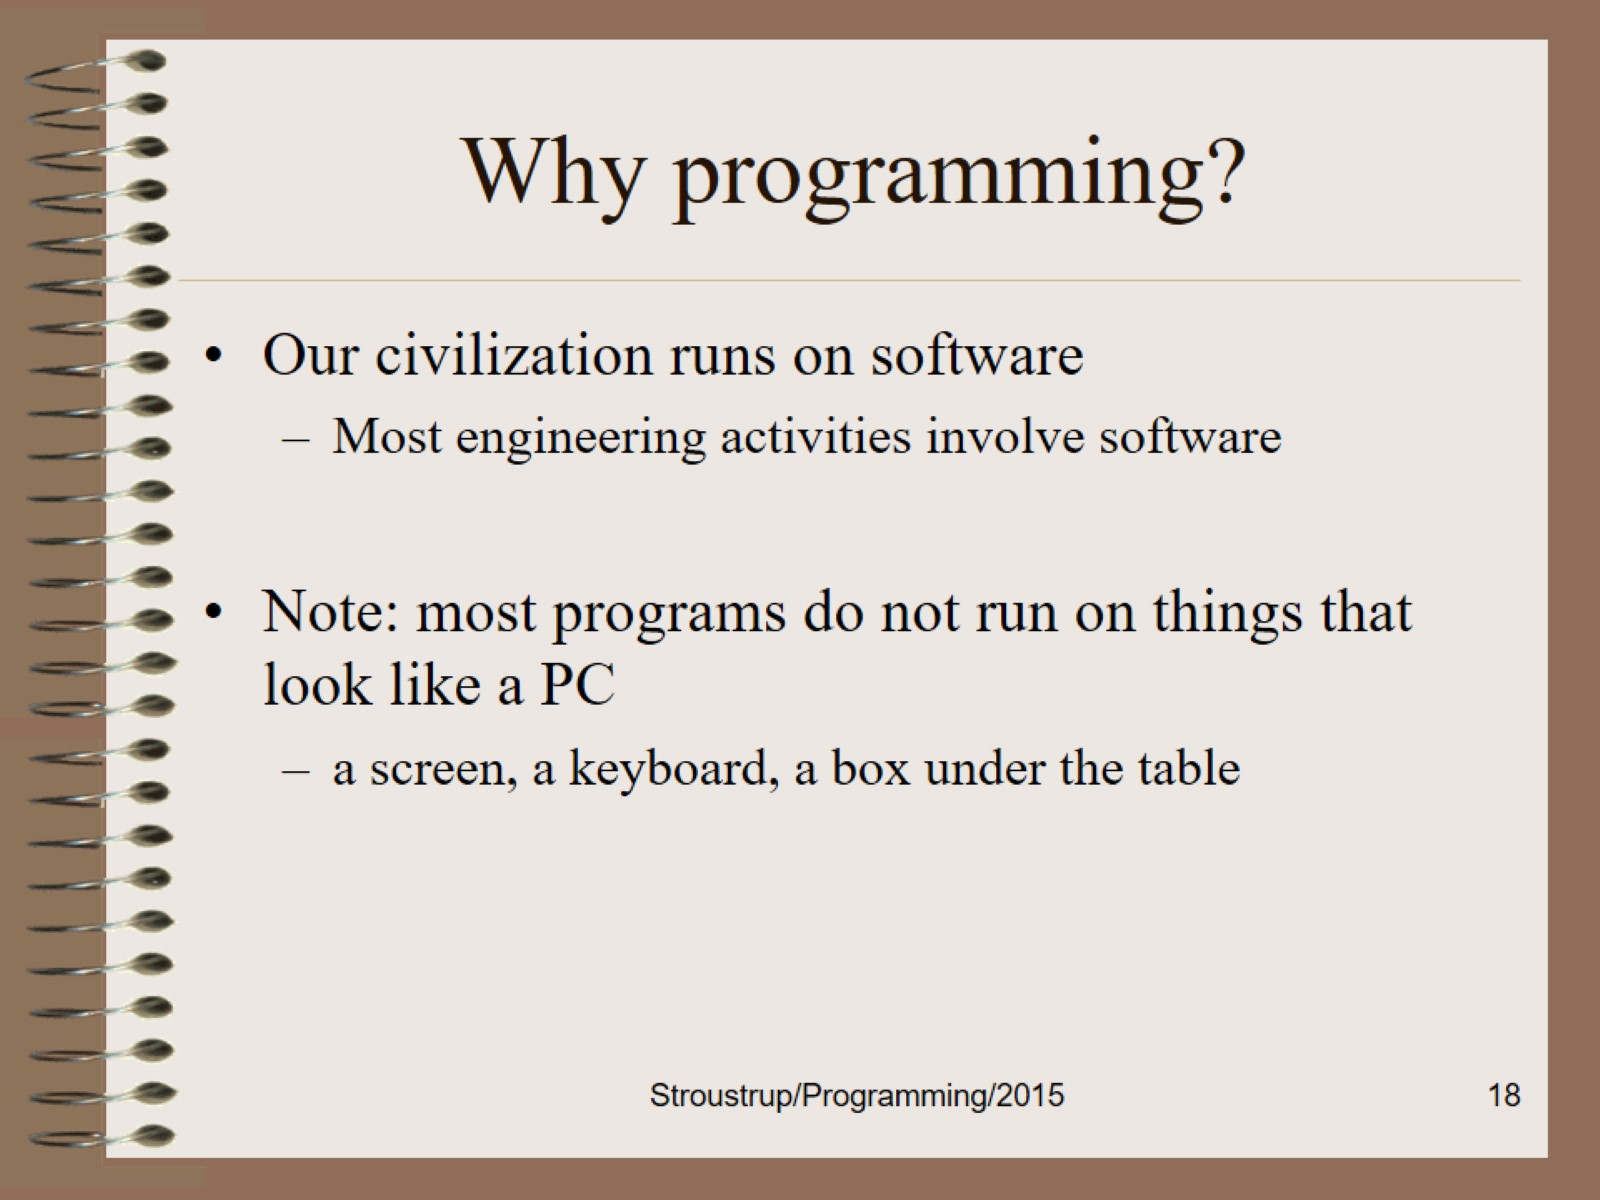 Why programming?
• Our civilization runs on software
– Most engineering activities involve software
• Note: most programs do not run on things that
look like a PC
– a screen, a keyboard, a box under the table
Stroustrup/Programming/2015
18